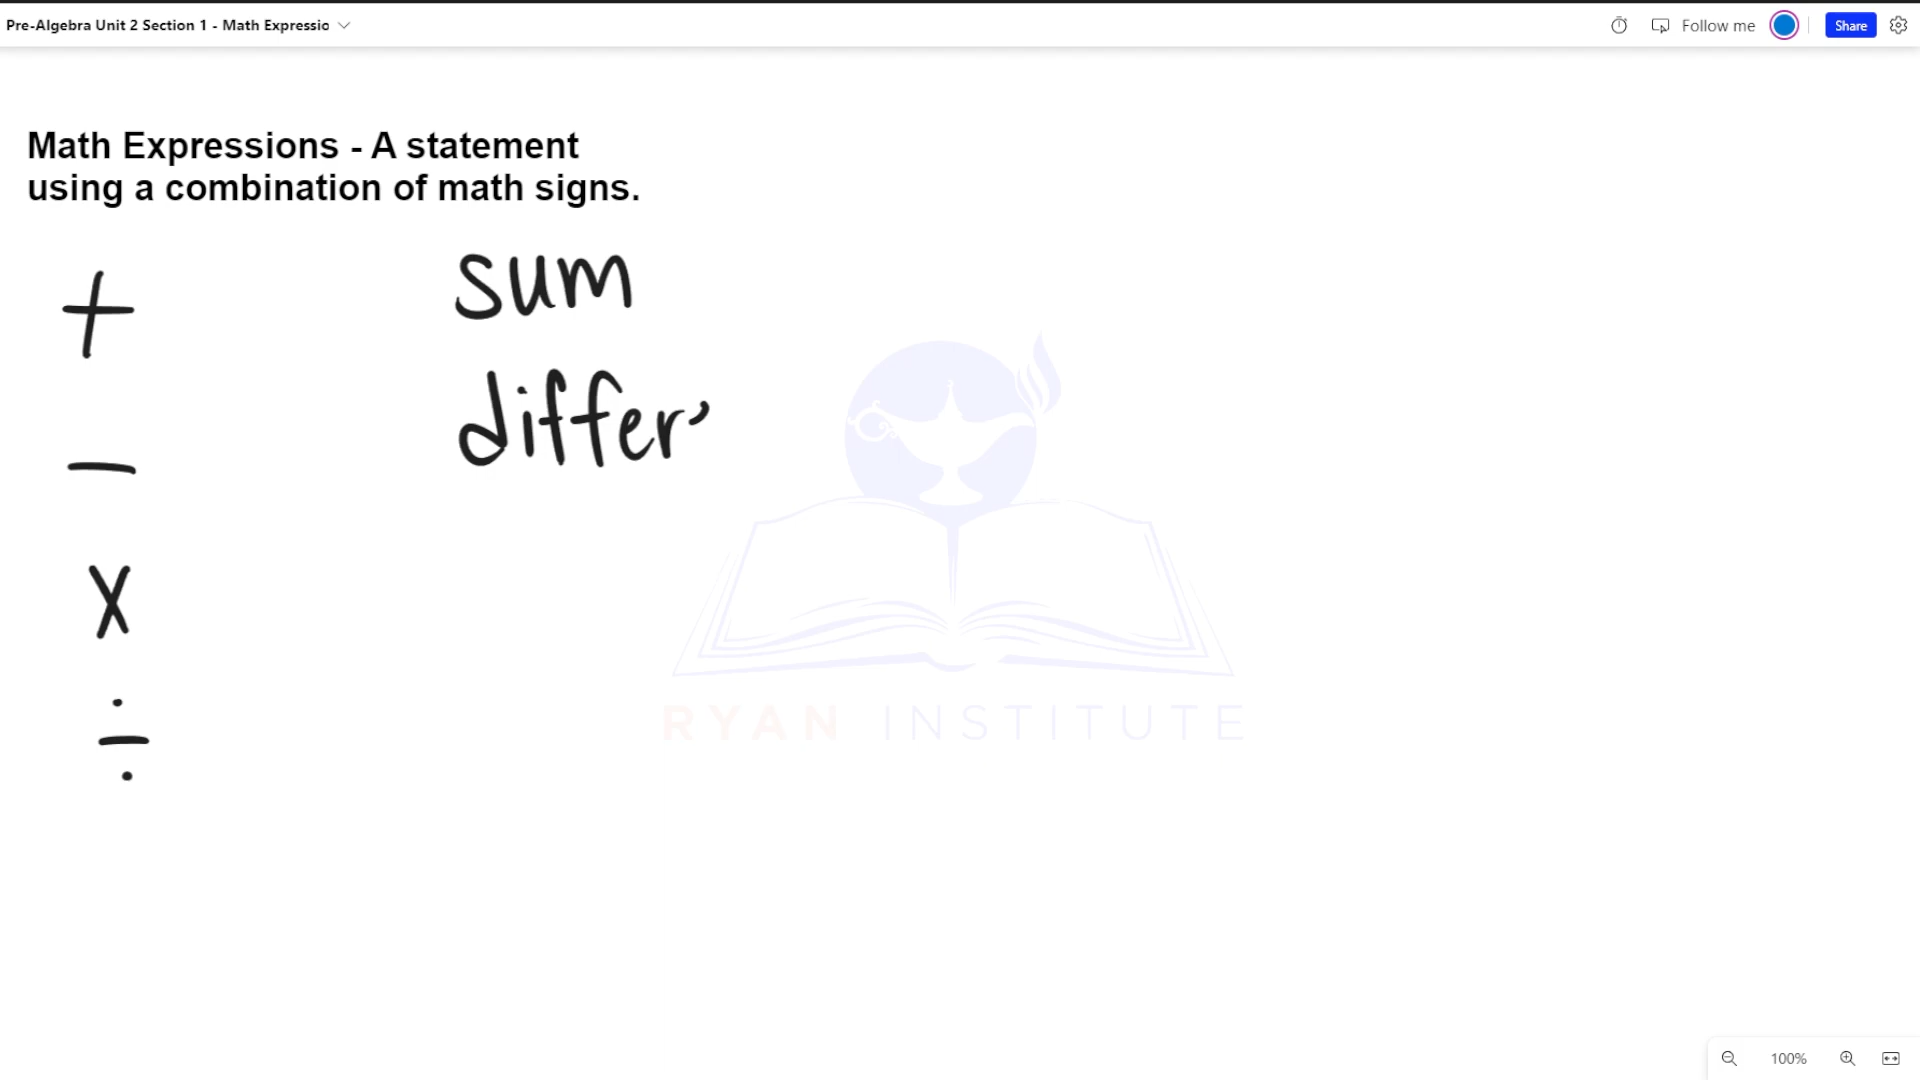 Pre-Algebra Unit 2 Section 1 - Math Expressio
Follow me
Share
Math Expressions - A statement
using a combination of math signs.
+ sum
- differ
x
÷
RYAN INSTITUTE
100%